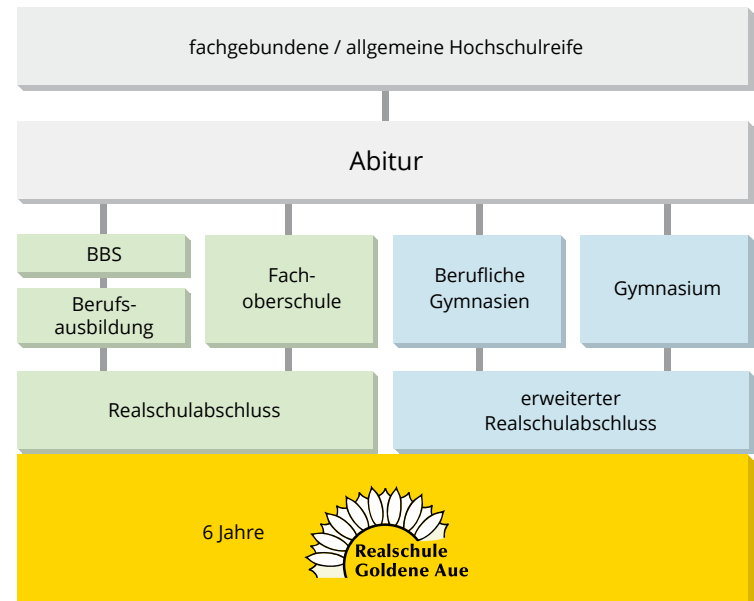 fachgebundene / allgemeine Hochschulreife
Abitur
BBS
Berufs-
ausbildung
Fach-
oberschule
Berufliche
Gymnasien
Gymnasium
Realschulabschluss
erweiterter
Realschulabschluss
6 Jahre
Realschule
Goldene Aue